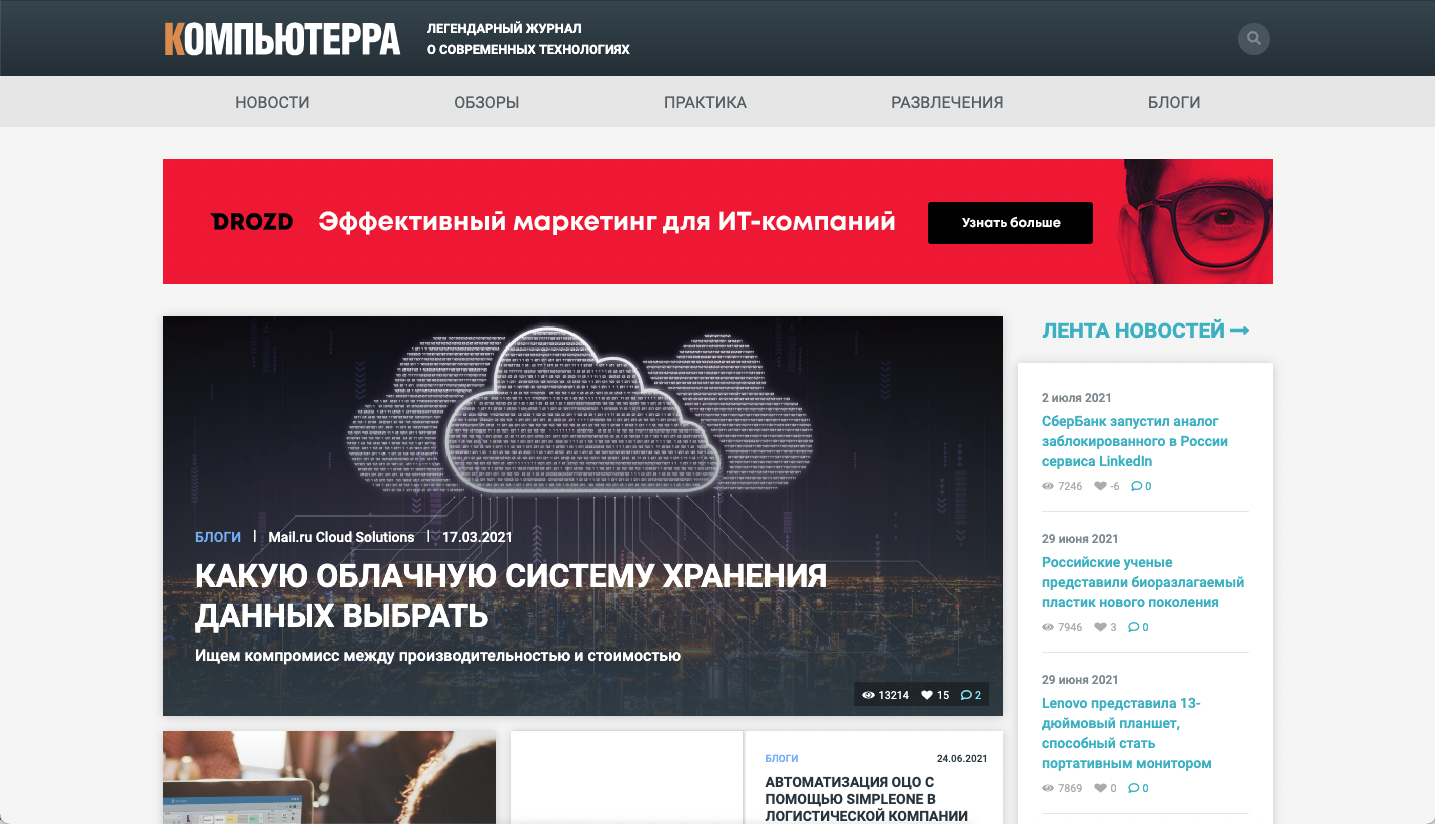 КОМПЬЮТЕРРА
ЛЕГЕНДАРНЫЙ ЖУРНАЛ
О СОВРЕМЕННЫХ ТЕХНОЛОГИЯХ
НОВОСТИ
ОБЗОРЫ
ПРАКТИКА
РАЗВЛЕЧЕНИЯ
БЛОГИ
DROZD
Эффективный маркетинг для ИТ-компаний
Узнать больше
БЛОГИ | Mail.ru Cloud Solutions | 17.03.2021
КАКУЮ ОБЛАЧНУЮ СИСТЕМУ ХРАНЕНИЯ
ДАННЫХ ВЫБРАТЬ
Ищем компромисс между производительностью и стоимостью
13214 15 2
БЛОГИ
24.06.2021
АВТОМАТИЗАЦИЯ ОЦО С
ПОМОЩЬЮ SIMPLEONE В
ЛОГИСТИЧЕСКОЙ КОМПАНИИ
ЛЕНТА НОВОСТЕЙ
2 июля 2021
СберБанк запустил аналог
заблокированного в России
сервиса LinkedIn
7246 -6 0
29 июня 2021
Российские ученые
представили биоразлагаемый
пластик нового поколения
7946 3 0
29 июня 2021
Lenovo представила 13-
дюймовый планшет,
способный стать
портативным монитором
7869 0 0